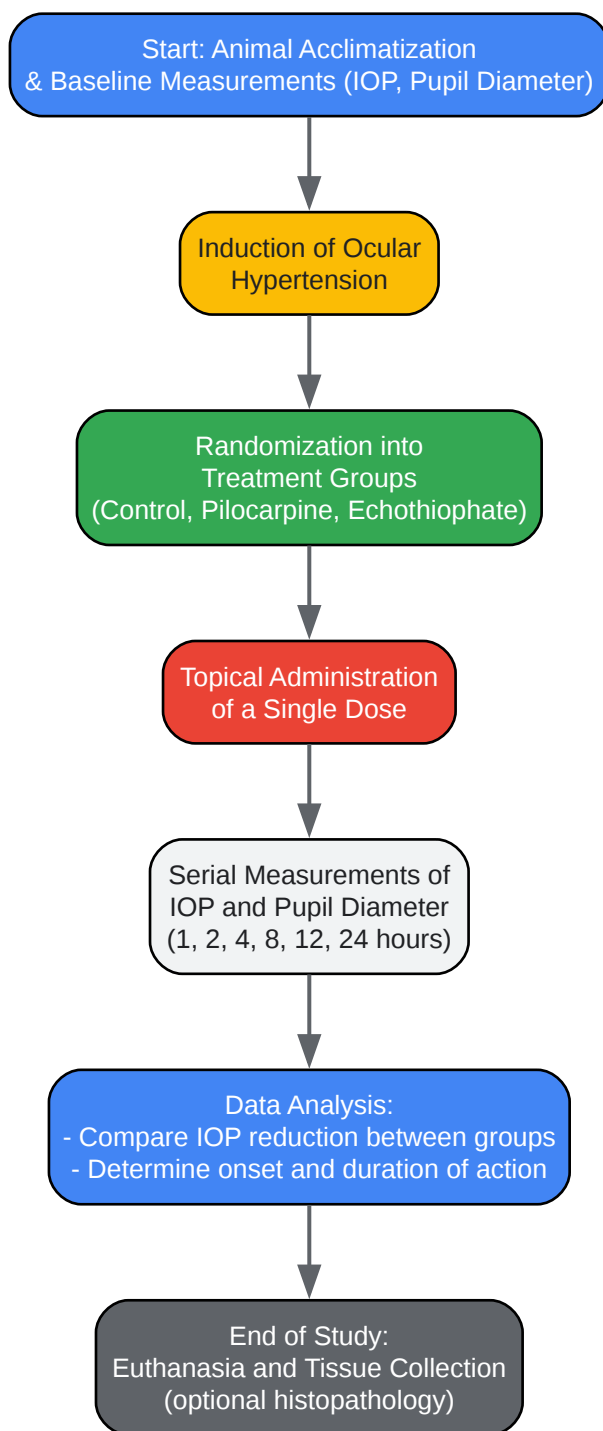 Start: Animal Acclimatization
& Baseline Measurements (IOP, Pupil Diameter)
Induction of Ocular
Hypertension
Randomization into
Treatment Groups
(Control, Pilocarpine, Echothiophate)
Topical Administration
of a Single Dose
Serial Measurements of
IOP and Pupil Diameter
(1, 2, 4, 8, 12, 24 hours)
Data Analysis:
- Compare IOP reduction between groups
- Determine onset and duration of action
End of Study:
Euthanasia and Tissue Collection
(optional histopathology)